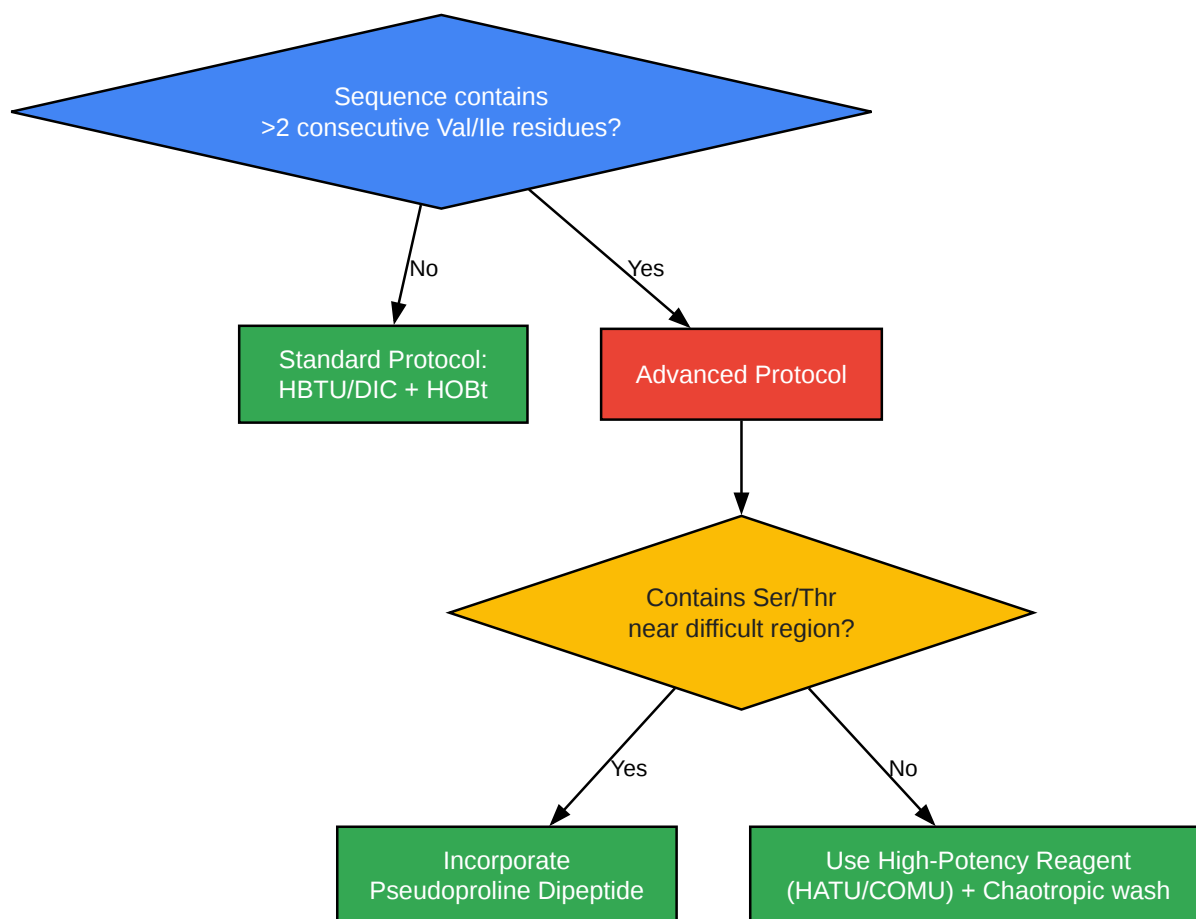 Sequence contains
>2 consecutive Val/Ile residues?
No
Yes
Standard Protocol:
HBTU/DIC + HOBt
Advanced Protocol
Contains Ser/Thr
near difficult region?
Yes
No
Incorporate
Pseudoproline Dipeptide
Use High-Potency Reagent
(HATU/COMU) + Chaotropic wash